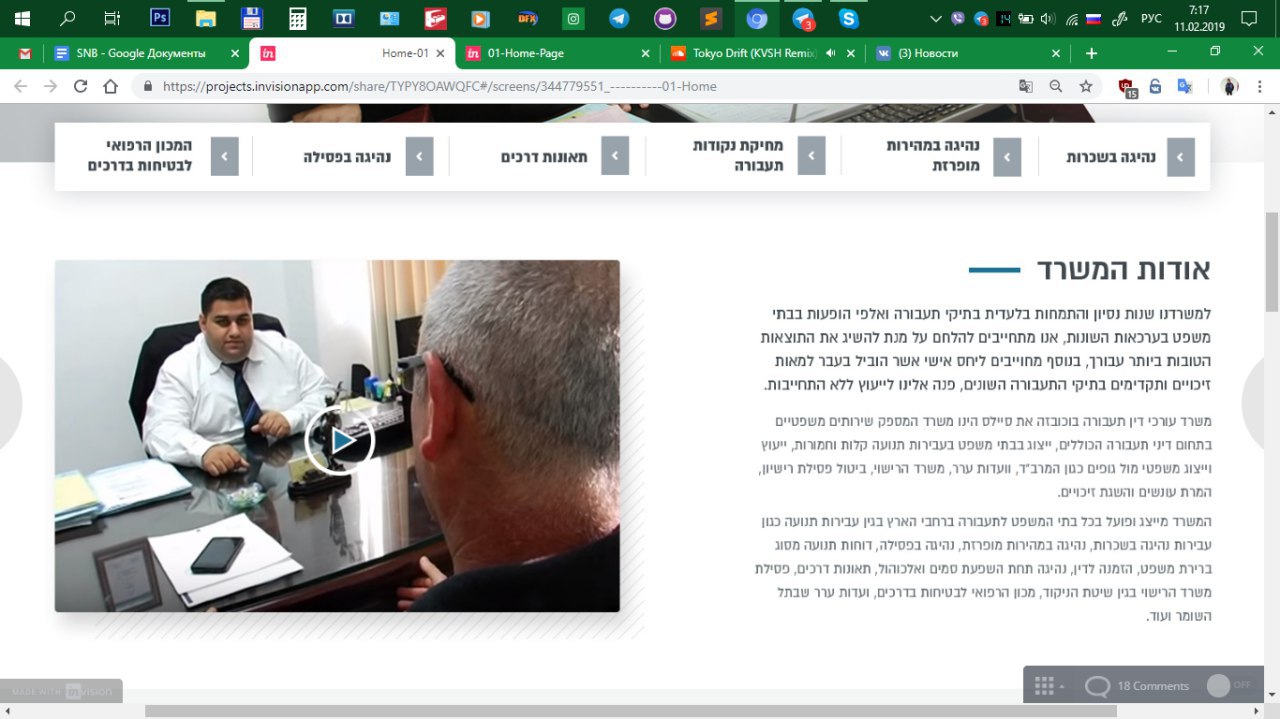 7:17
РУС
11.02.2019
SNB - Google Документы
Home-01
01-Home-Page
Tokyo Drift (KVSH Remix)
(3) Новости
https://projects.invisionapp.com/share/TYPY8OAWQFC#/screens/344779551_----------01-Home
15
נהיגה בשכרות
נהיגה במהירות
מופרזת
מחיקת נקודות
תעבורה
תאונות דרכים
נהיגה בפסילה
המכון הרפואי
לבטיחות בדרכים
אודות המשרד
למשרדנו שנות נסיון והתמחות בלעדית בתיקי תעבורה ואלפי הופעות בבתי
משפט בערכאות השונות, אנו מתחייבים להלחם על מנת להשיג את התוצאות
הטובות ביותר עבורך, בנוסף מחוייבים ליחס אישי אשר הוביל בעבר למאות
זיכויים ותקדימים בתיקי התעבורה השונים, פנה אלינו לייעוץ ללא התחייבות.
משרד עורכי דין תעבורה בוכובזה את סיילס הינו משרד המספק שירותים משפטיים
בתחום דיני תעבורה הכוללים, ייצוג בבתי משפט בעבירות תנועה קלות וחמורות, ייעוץ
וייצוג משפטי מול גופים כגון המרב"ד, וועדות ערר, משרד הרישוי, ביטול פסילת רישיון,
המרת עונשים והשגת זיכויים.
המשרד מייצג ופועל בכל בתי המשפט לתעבורה ברחבי הארץ בגין עבירות תנועה כגון
עבירות נהיגה בשכרות, נהיגה במהירות מופרזת, נהיגה בפסילה, דוחות תנועה מסוג
ברירת משפט, הזמנה לדין, נהיגה תחת השפעת סמים ואלכוהול, תאונות דרכים, פסילת
משרד הרישוי בגין שיטת הניקוד, מכון הרפואי לבטיחות בדרכים, ועדות ערר שבתל
השומר ועוד.
MADE WITH invision
18 Comments
OFF